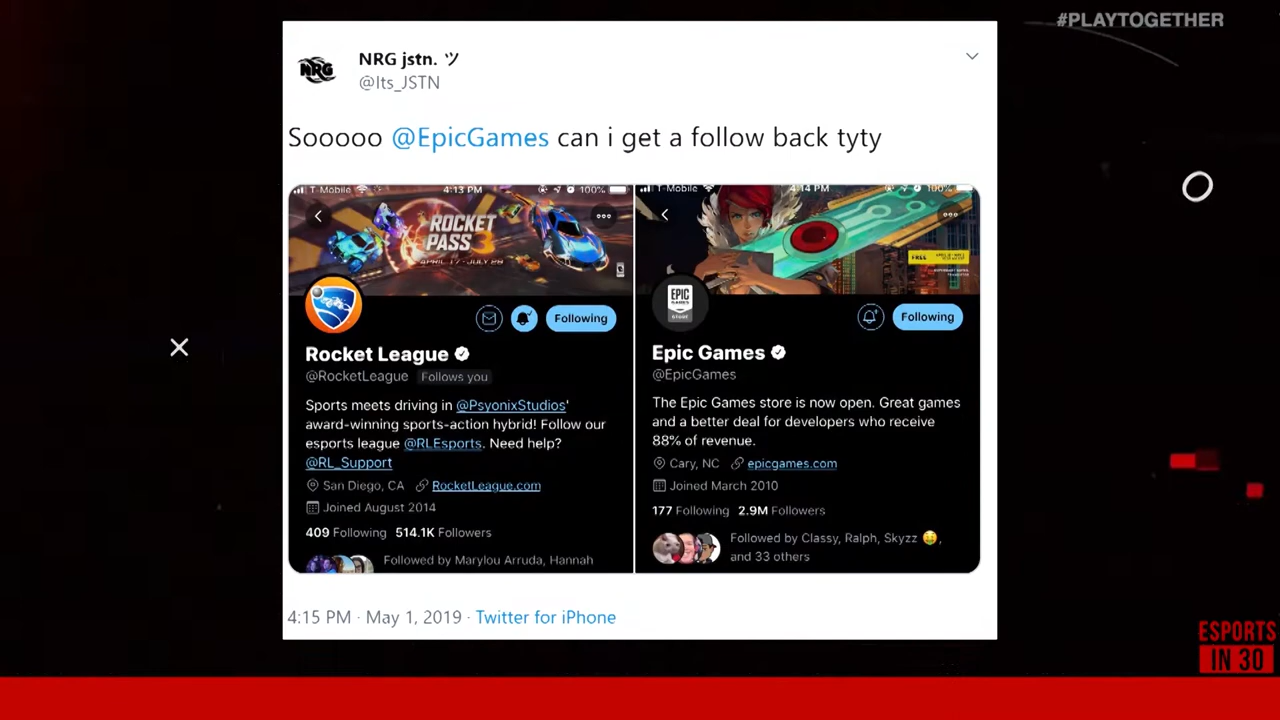 #PLAYTOGETHER
NRG jstn. ツ
@Its_JSTN
Sooooo @EpicGames can i get a follow back tyty
T-Mobile 4:13 PM 100%
ROCKET
PASS 3
APRIL 17 - JULY 28
Following
Rocket League
@RocketLeague Follows you
Sports meets driving in @PsyonixStudios'
award-winning sports-action hybrid! Follow our
esports league @RLEsports. Need help?
@RL_Support
San Diego, CA RocketLeague.com
Joined August 2014
409 Following 514.1K Followers
Followed by Marylou Arruda, Hannah
T-Mobile 4:14 PM 100%
FREE
EPIC
GAMES
STORE
Following
Epic Games
@EpicGames
The Epic Games store is now open. Great games
and a better deal for developers who receive
88% of revenue.
Cary, NC epicgames.com
Joined March 2010
177 Following 2.9M Followers
Followed by Classy, Ralph, Skyzz 🤑,
and 33 others
4:15 PM · May 1, 2019 · Twitter for iPhone
ESPORTS
IN 30